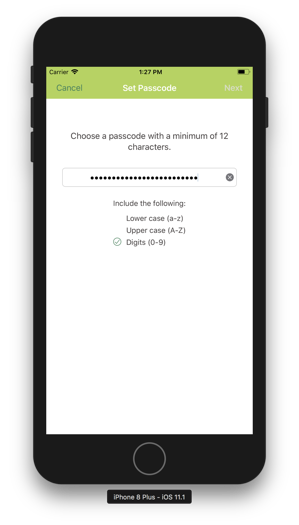 Carrier 1:27 PM
Cancel Set Passcode Next
Choose a passcode with a minimum of 12
characters.
••••••••••••••••••••••••••
Include the following:
Lower case (a-z)
Upper case (A-Z)
Digits (0-9)
iPhone 8 Plus - iOS 11.1